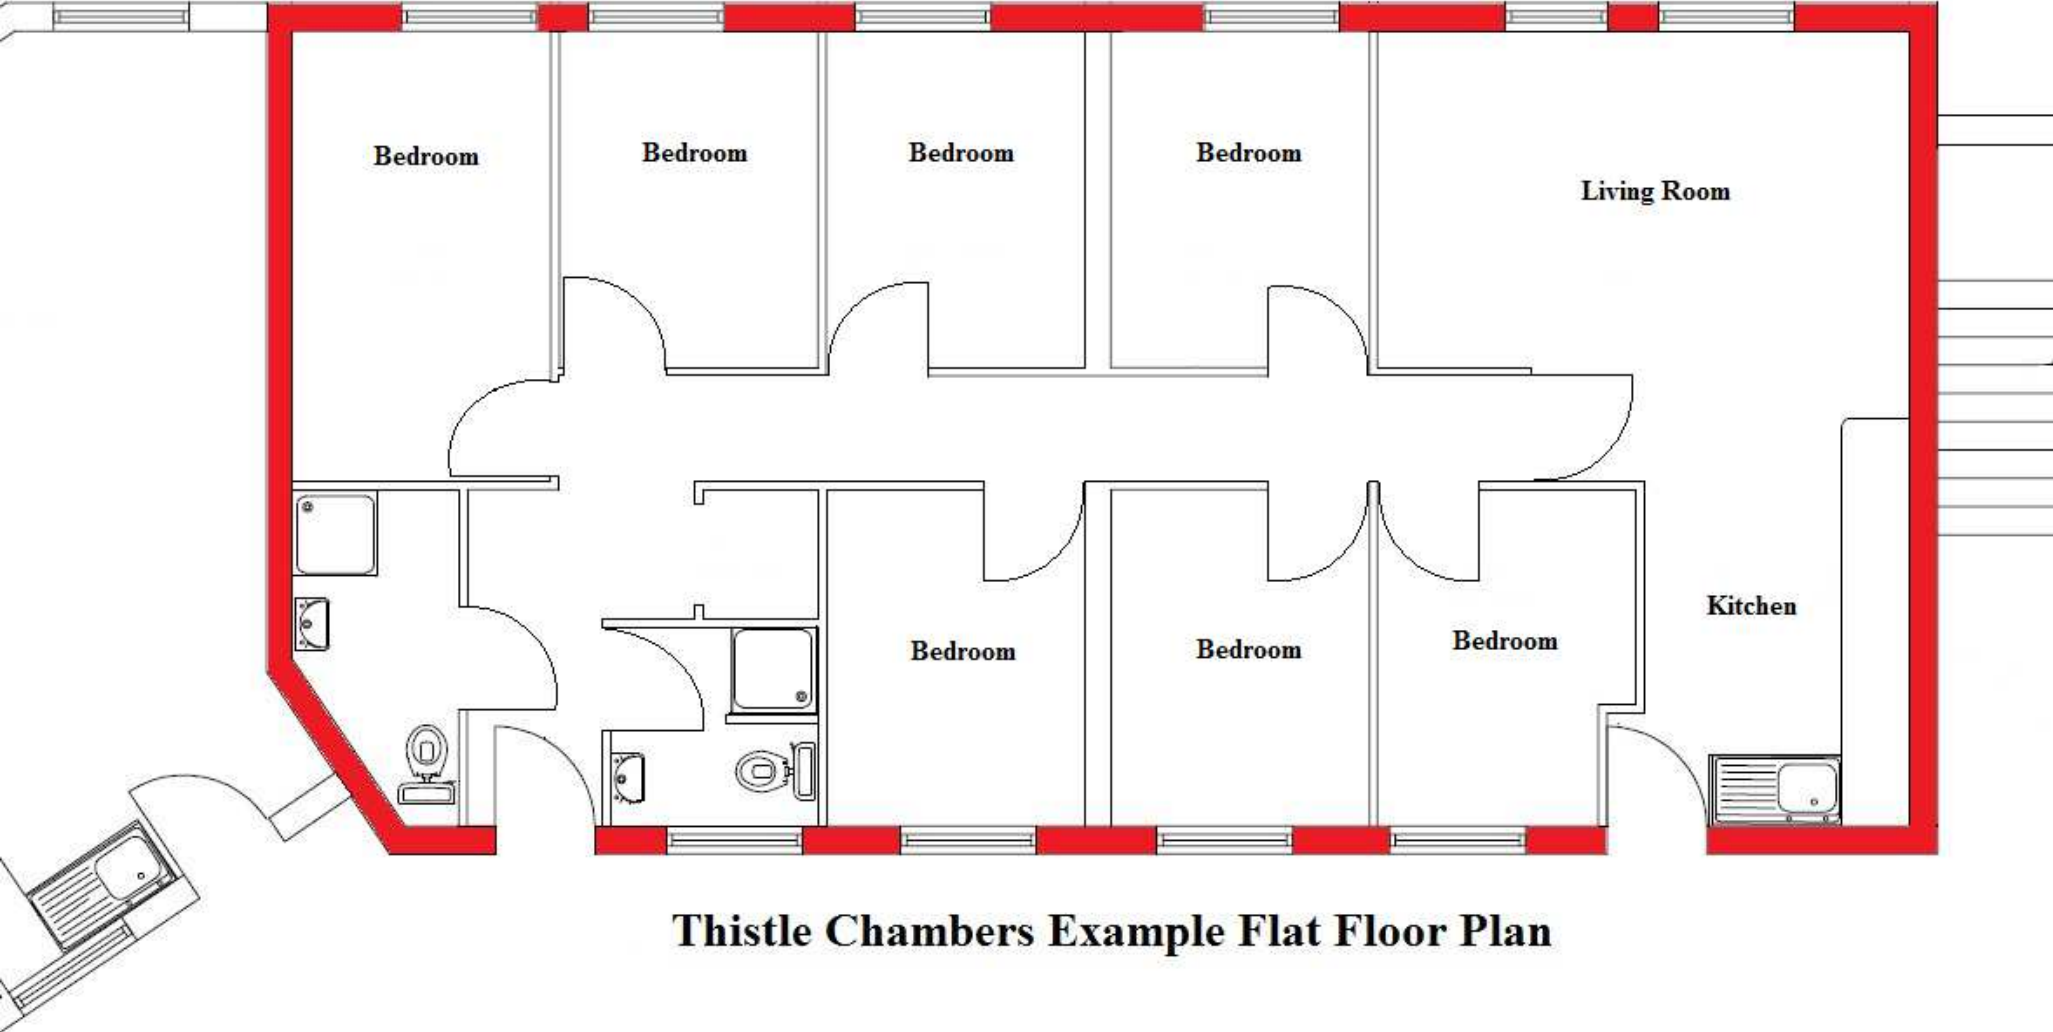 Bedroom
Bedroom
Bedroom
Bedroom
Living Room
Bedroom
Bedroom
Bedroom
Kitchen
Thistle Chambers Example Flat Floor Plan